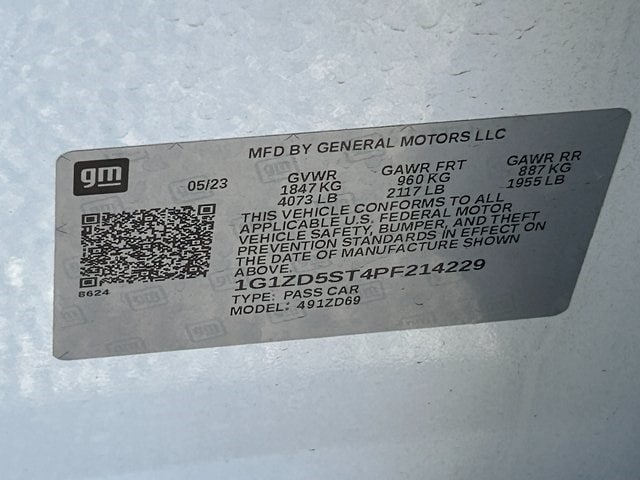 MFD BY GENERAL MOTORS LLC
gm
05/23
GVWR GAWR FRT GAWR RR
1847 KG 960 KG 887 KG
4073 LB 2117 LB 1955 LB
THIS VEHICLE CONFORMS TO ALL
APPLICABLE U.S. FEDERAL MOTOR
VEHICLE SAFETY, BUMPER, AND THEFT
PREVENTION STANDARDS IN EFFECT ON
THE DATE OF MANUFACTURE SHOWN
ABOVE.
8624
1G1ZD5ST4PF214229
TYPE: PASS CAR
MODEL: 491ZD69